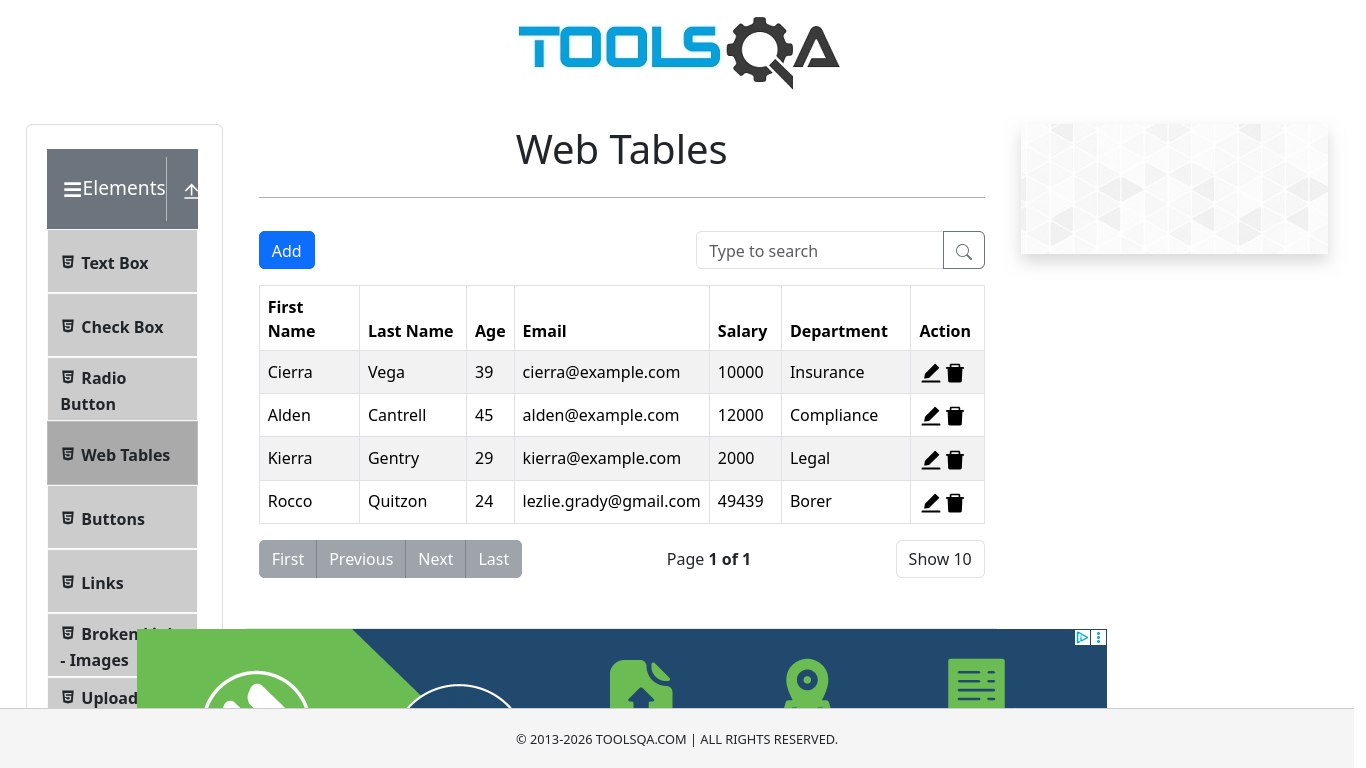 TOOLSQA
Elements
Text Box
Check Box
Radio
Button
Web Tables
Buttons
Links
Broken
- Images
Upload
Web Tables
Add
Type to search
First
Name Last Name Age Email Salary Department Action
Cierra Vega 39 cierra@example.com 10000 Insurance
Alden Cantrell 45 alden@example.com 12000 Compliance
Kierra Gentry 29 kierra@example.com 2000 Legal
Rocco Quitzon 24 lezlie.grady@gmail.com 49439 Borer
First Previous Next Last Page 1 of 1 Show 10
© 2013-2026 TOOLSQA.COM | ALL RIGHTS RESERVED.